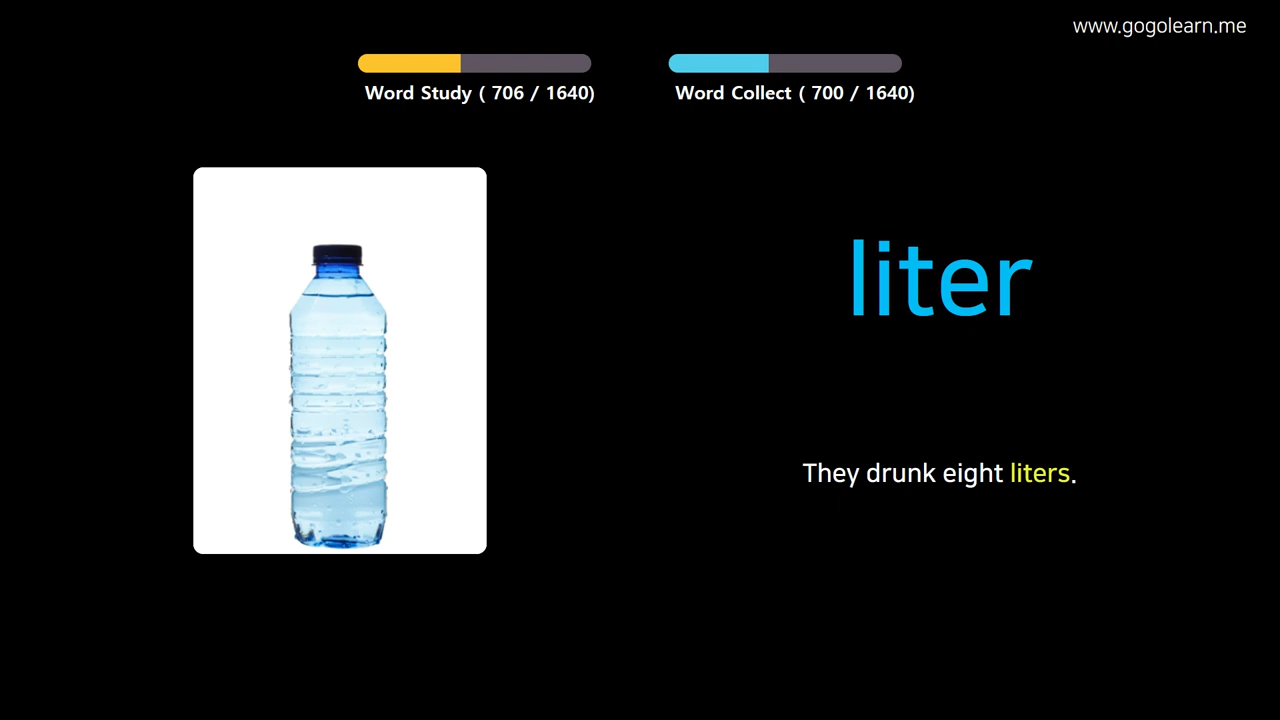 www.gogolearn.me
Word Study ( 706 / 1640)
Word Collect ( 700 / 1640)
liter
They drunk eight liters.